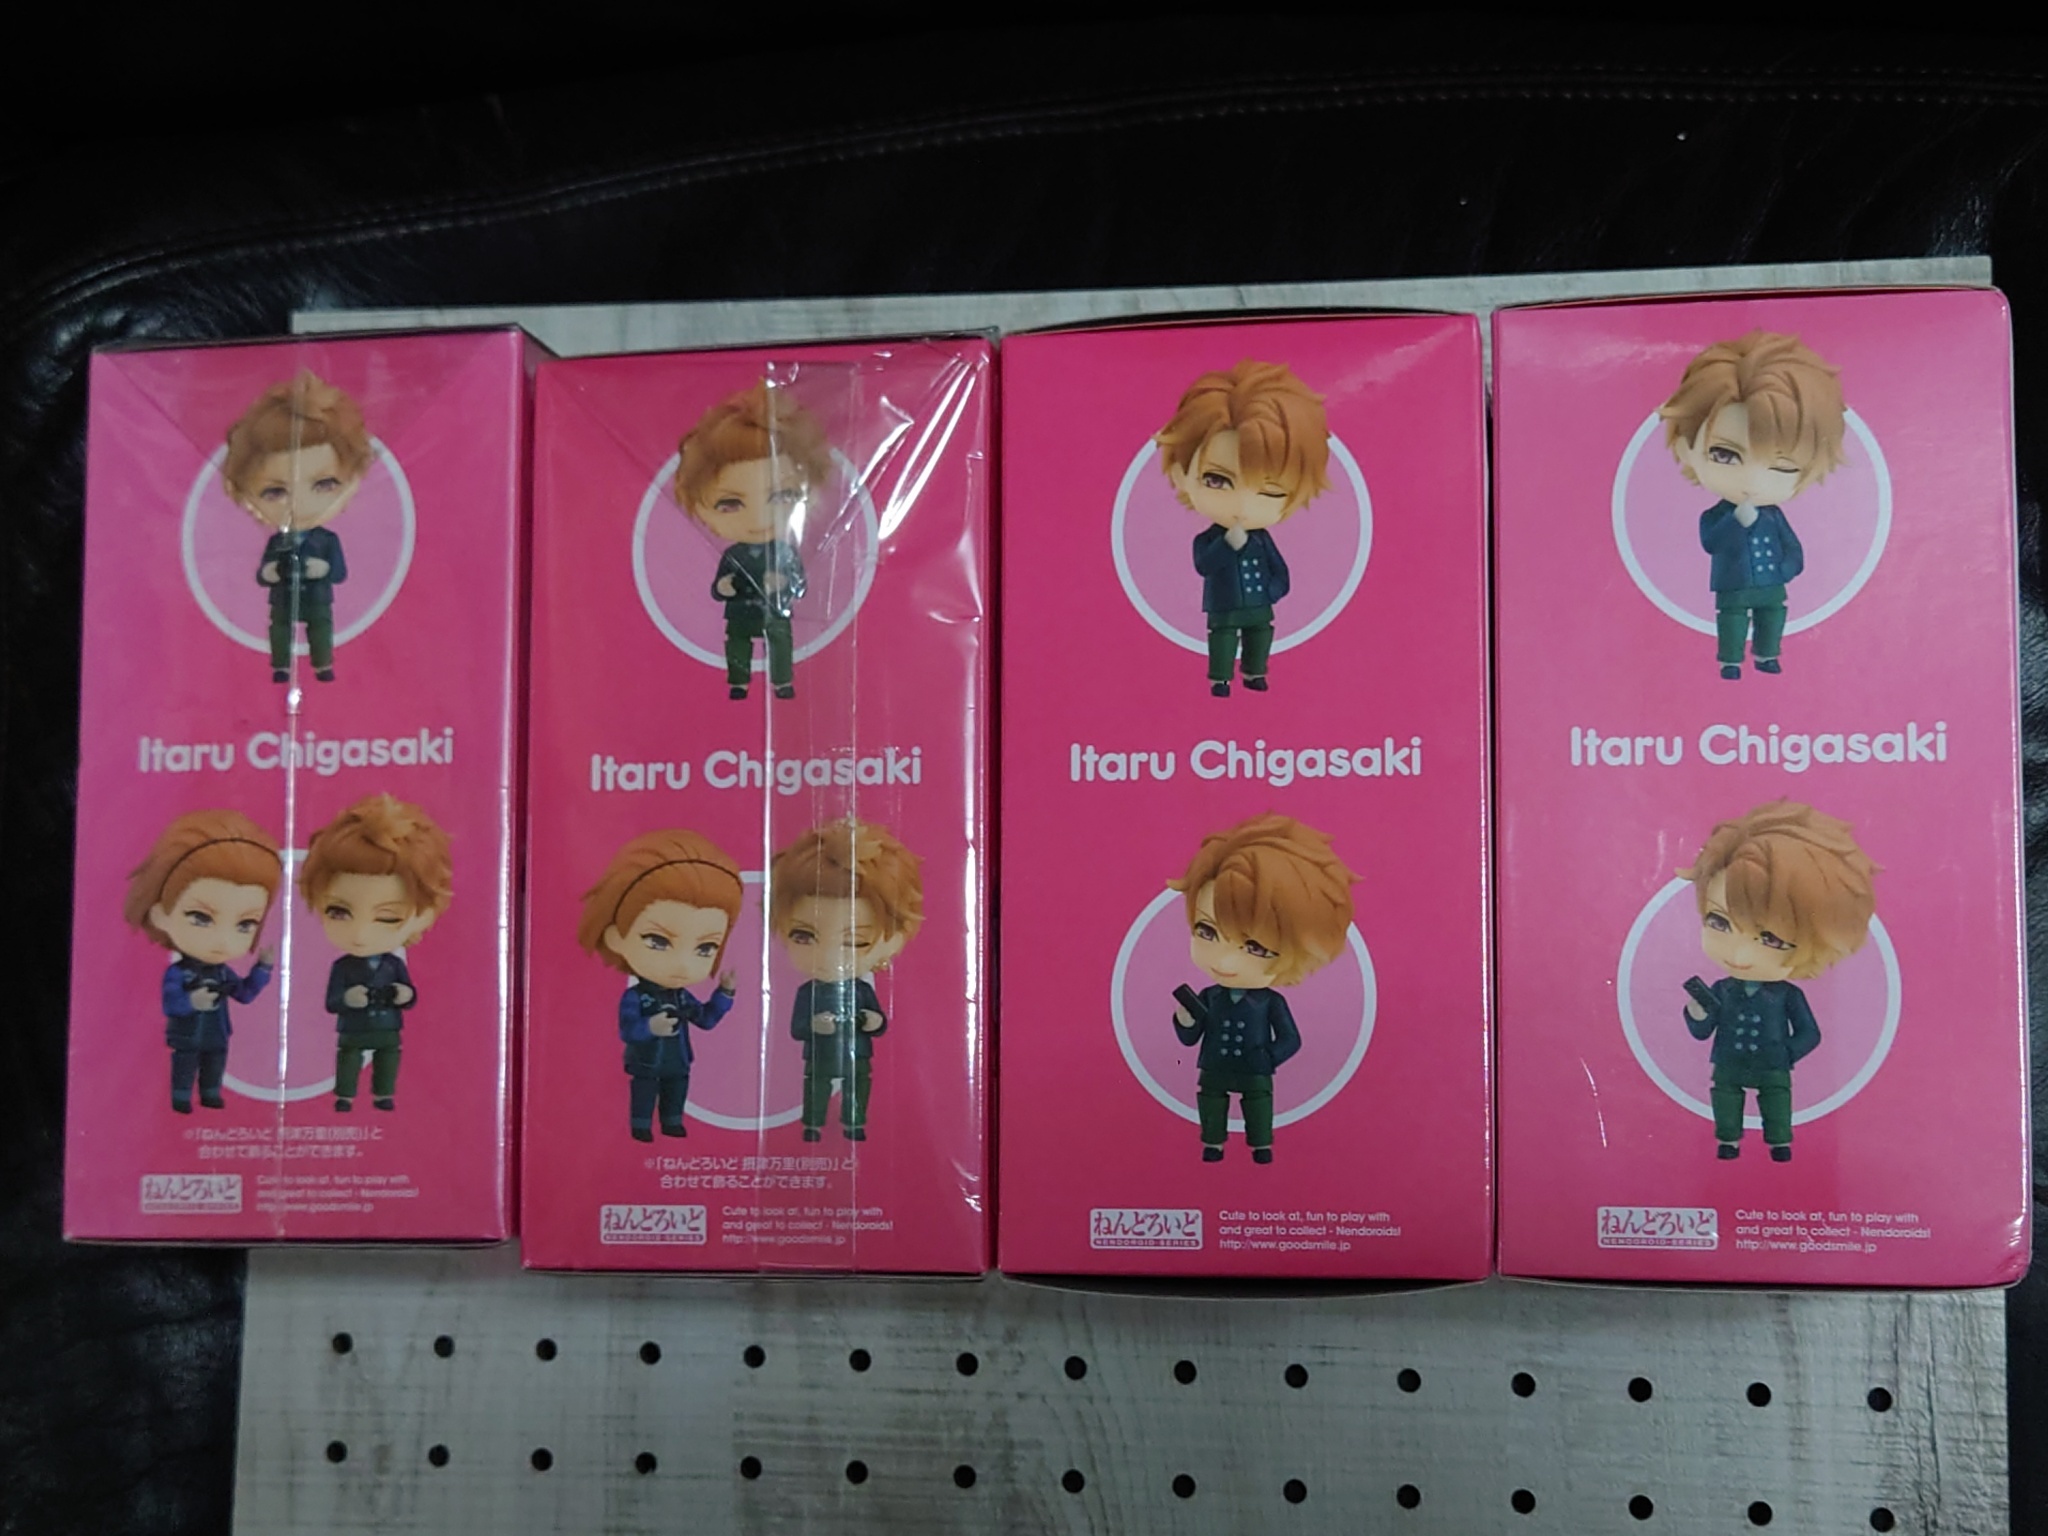 Itaru Chigasaki
※「ねんどろいど 摂津万里(別売)」と
合わせて飾ることができます。
ねんどろいど
NENDOROID SERIES
Cute to look at, fun to play with
and great to collect - Nendoroids!
http://www.goodsmile.jp
Itaru Chigasaki
※「ねんどろいど 摂津万里(別売)」と
合わせて飾ることができます。
ねんどろいど
NENDOROID SERIES
Cute to look at, fun to play with
and great to collect - Nendoroids!
http://www.goodsmile.jp
Itaru Chigasaki
ねんどろいど
NENDOROID SERIES
Cute to look at, fun to play with
and great to collect - Nendoroids!
http://www.goodsmile.jp
Itaru Chigasaki
ねんどろいど
NENDOROID SERIES
Cute to look at, fun to play with
and great to collect - Nendoroids!
http://www.goodsmile.jp